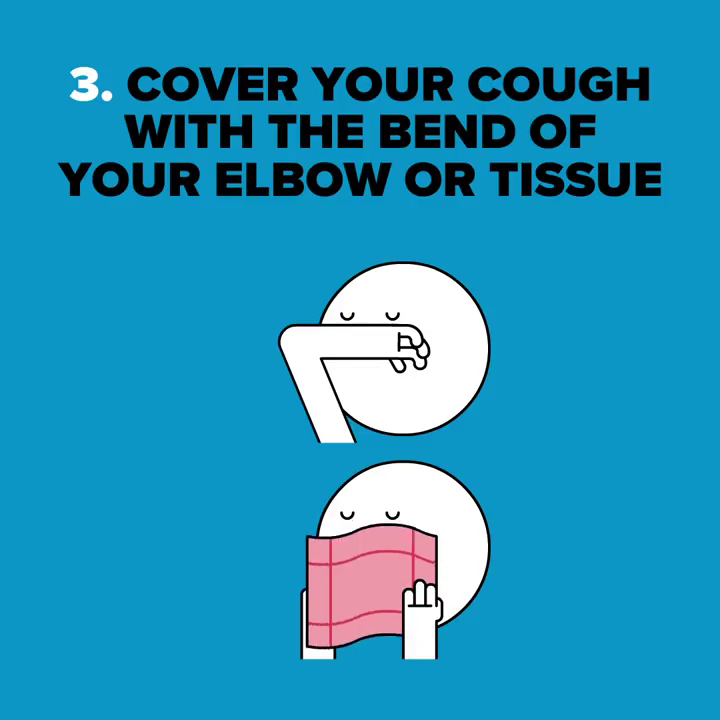 3. COVER YOUR COUGH
WITH THE BEND OF
YOUR ELBOW OR TISSUE